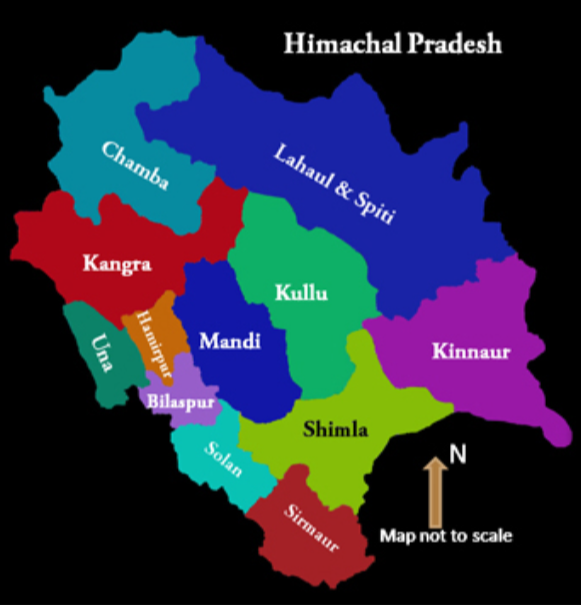 Himachal Pradesh
Chamba
Lahaul & Spiti
Kangra
Kullu
Hamirpur
Mandi
Una
Kinnaur
Bilaspur
Shimla
Solan
N
Sirmaur
Map not to scale